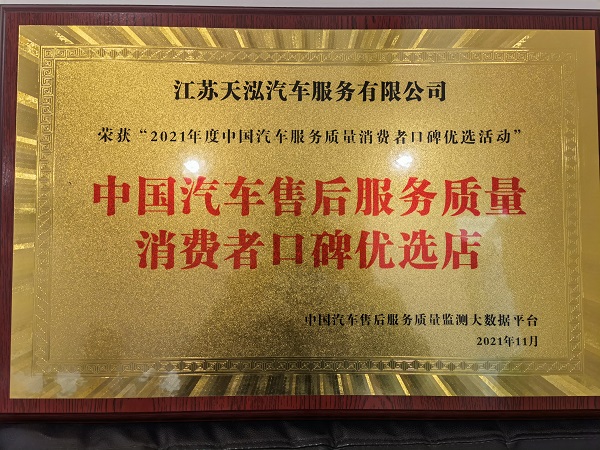 江苏天泓汽车服务有限公司
荣获“2021年度中国汽车服务质量消费者口碑优选活动”
中国汽车售后服务质量
消费者口碑优选店
中国汽车售后服务质量监测大数据平台
2021年11月